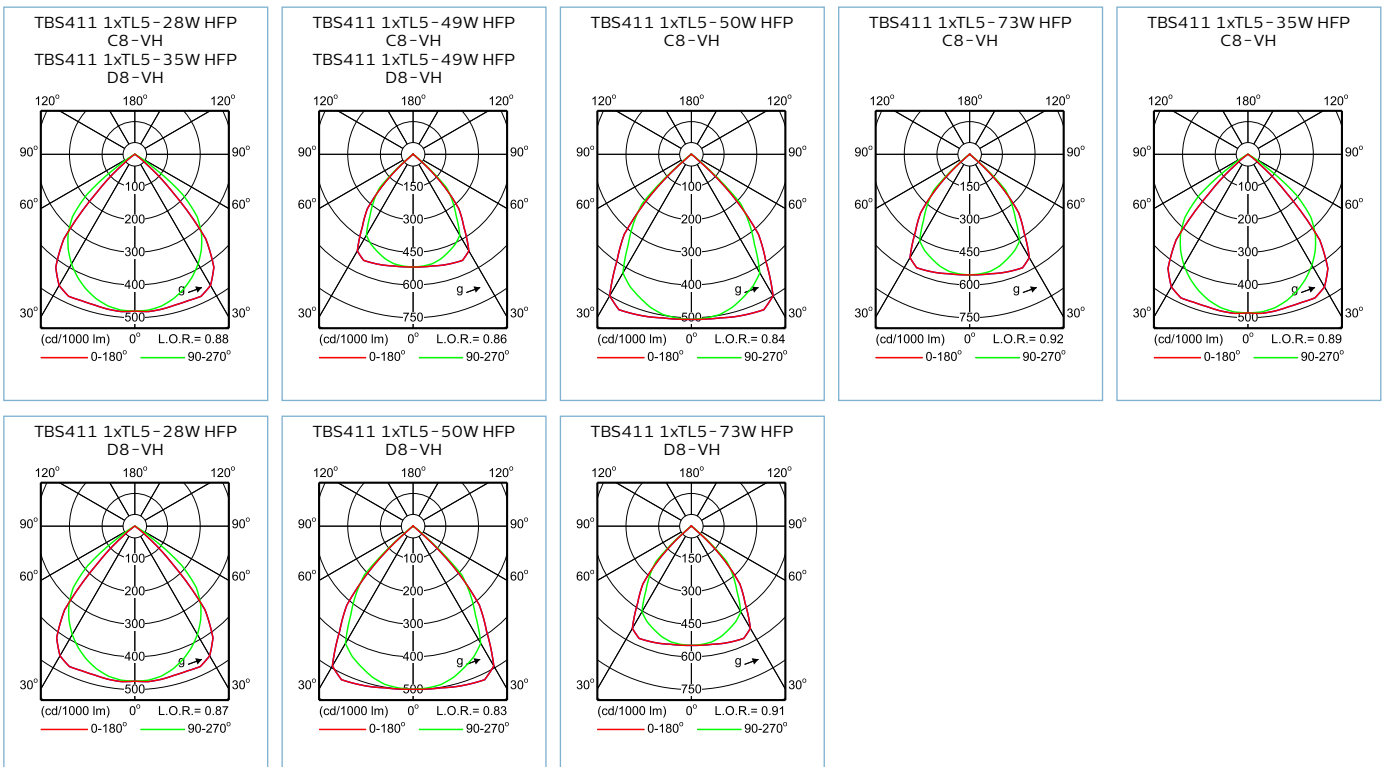 TBS411 1xTL5-28W HFP
C8-VH
TBS411 1xTL5-35W HFP
D8-VH
120° 180° 120°
90° 90°
100
60° 60°
200
300
400
g
30° 500 30°
(cd/1000 lm) 0° L.O.R.= 0.88
0-180° 90-270°
TBS411 1xTL5-49W HFP
C8-VH
TBS411 1xTL5-49W HFP
D8-VH
120° 180° 120°
90° 90°
150
60° 60°
300
450
600
g
30° 750 30°
(cd/1000 lm) 0° L.O.R.= 0.86
0-180° 90-270°
TBS411 1xTL5-50W HFP
C8-VH
120° 180° 120°
90° 90°
100
60° 60°
200
300
400
g
30° 500 30°
(cd/1000 lm) 0° L.O.R.= 0.84
0-180° 90-270°
TBS411 1xTL5-73W HFP
C8-VH
120° 180° 120°
90° 90°
150
60° 60°
300
450
600
g
30° 750 30°
(cd/1000 lm) 0° L.O.R.= 0.92
0-180° 90-270°
TBS411 1xTL5-35W HFP
C8-VH
120° 180° 120°
90° 90°
100
60° 60°
200
300
400
g
30° 500 30°
(cd/1000 lm) 0° L.O.R.= 0.89
0-180° 90-270°
TBS411 1xTL5-28W HFP
D8-VH
120° 180° 120°
90° 90°
100
60° 60°
200
300
400
g
30° 500 30°
(cd/1000 lm) 0° L.O.R.= 0.87
0-180° 90-270°
TBS411 1xTL5-50W HFP
D8-VH
120° 180° 120°
90° 90°
100
60° 60°
200
300
400
g
30° 500 30°
(cd/1000 lm) 0° L.O.R.= 0.83
0-180° 90-270°
TBS411 1xTL5-73W HFP
D8-VH
120° 180° 120°
90° 90°
150
60° 60°
300
450
600
g
30° 750 30°
(cd/1000 lm) 0° L.O.R.= 0.91
0-180° 90-270°